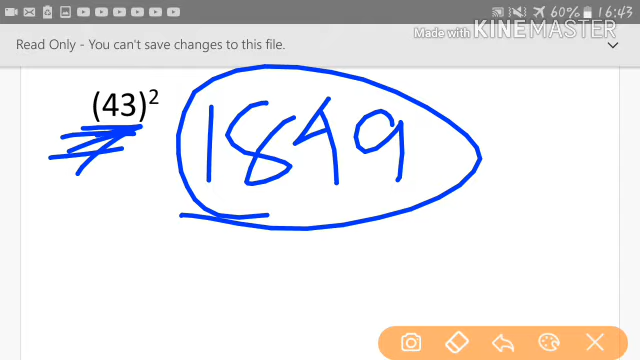 60% 16:43
Made with KINEMASTER
Read Only - You can't save changes to this file.
(43)² 1849